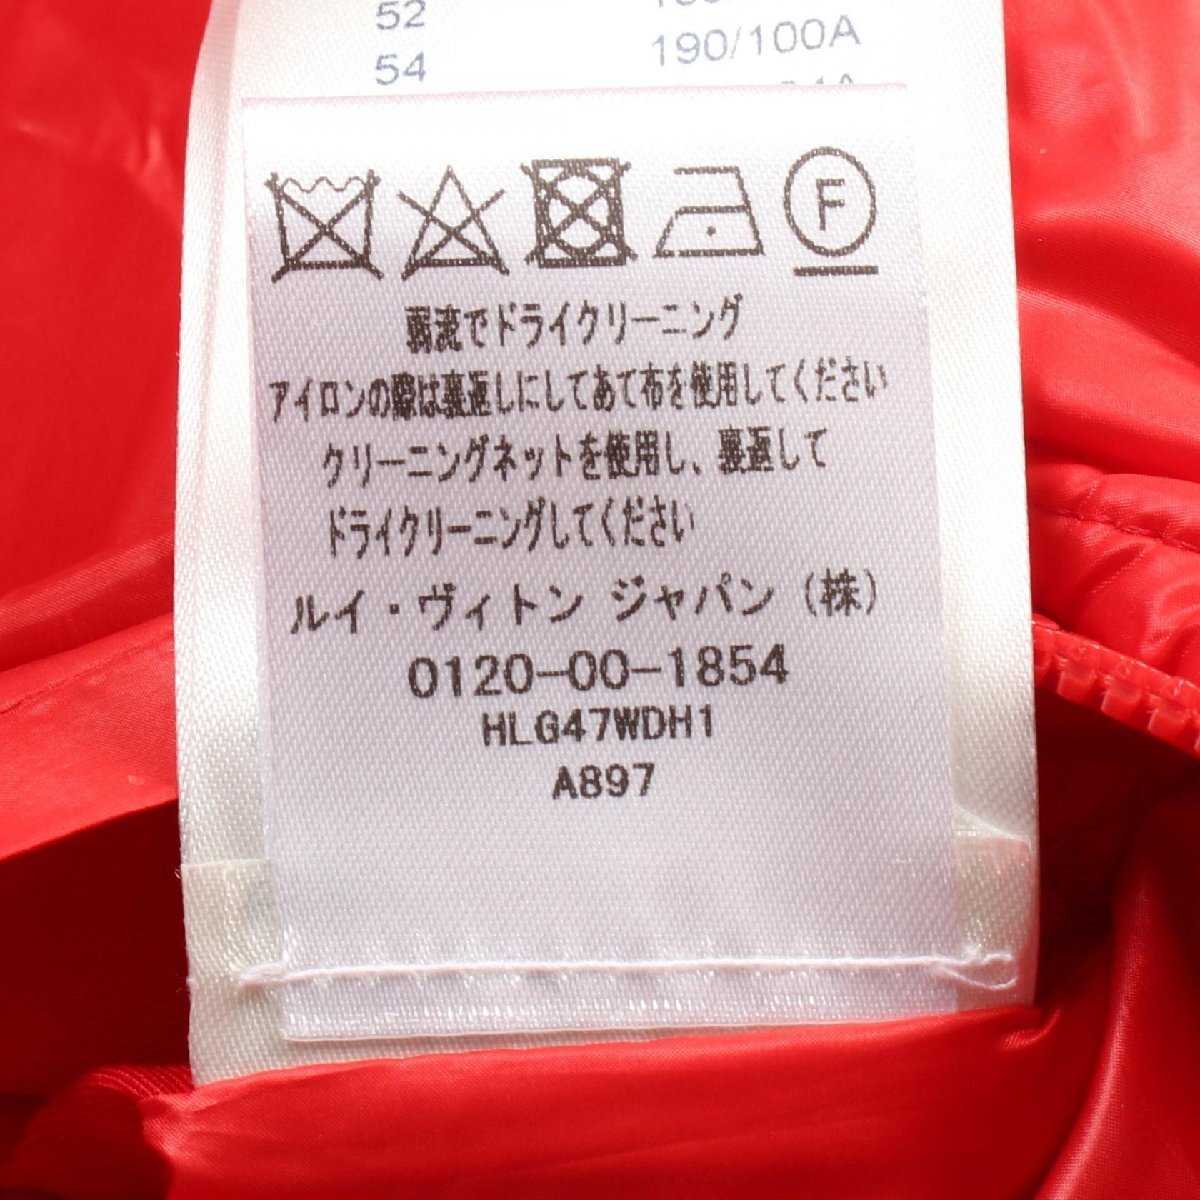 52
54 190/100A
F
弱流でドライクリーニング
アイロンの際は裏返しにしてあて布を使用してください
クリーニングネットを使用し、裏返して
ドライクリーニングしてください
ルイ・ヴィトン ジャパン（株）
0120-00-1854
HLG47WDH1
A897